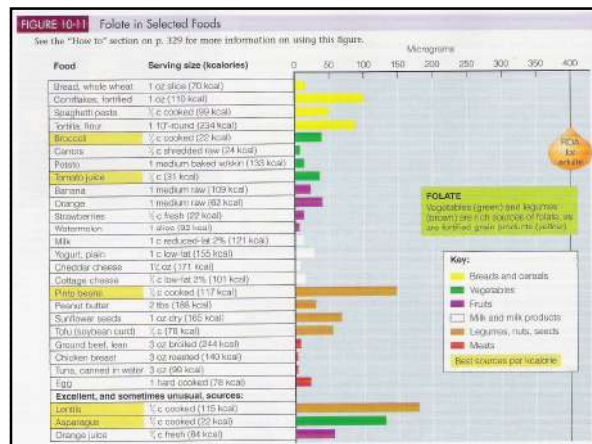 FIGURE 10-11 Folate in Selected Foods
See the "How to" section on p. 329 for more information on using this figure.
Micrograms
Food Serving size (kcalories) 0 50 100 150 200 250 300 350 400
Bread, whole wheat 1 oz slice (70 kcal)
Cornflakes, fortified 1 oz (110 kcal)
Spaghetti pasta ½ c cooked (99 kcal)
Tortilla, flour 1 10"-round (234 kcal)
Broccoli ½ c cooked (22 kcal)
Carrots ½ c shredded raw (24 kcal)
Potato 1 medium baked w/skin (133 kcal)
Tomato juice ¾ c (31 kcal)
Banana 1 medium raw (109 kcal)
Orange 1 medium raw (62 kcal)
Strawberries ½ c fresh (22 kcal)
Watermelon 1 slice (92 kcal)
Milk 1 c reduced-fat 2% (121 kcal)
Yogurt, plain 1 c low-fat (155 kcal)
Cheddar cheese 1½ oz (171 kcal)
Cottage cheese ½ c low-fat 2% (101 kcal)
Pinto beans ½ c cooked (117 kcal)
Peanut butter 2 tbs (188 kcal)
Sunflower seeds 1 oz dry (165 kcal)
Tofu (soybean curd) ½ c (76 kcal)
Ground beef, lean 3 oz broiled (244 kcal)
Chicken breast 3 oz roasted (140 kcal)
Tuna, canned in water 3 oz (99 kcal)
Egg 1 hard cooked (78 kcal)
Excellent, and sometimes unusual, sources:
Lentils ½ c cooked (115 kcal)
Asparagus ½ c cooked (22 kcal)
Orange juice ¾ c fresh (84 kcal)
RDA
for
adults
FOLATE
Vegetables (green) and legumes
(brown) are rich sources of folate, as
are fortified grain products (yellow).
Key:
Breads and cereals
Vegetables
Fruits
Milk and milk products
Legumes, nuts, seeds
Meats
Best sources per kcalorie